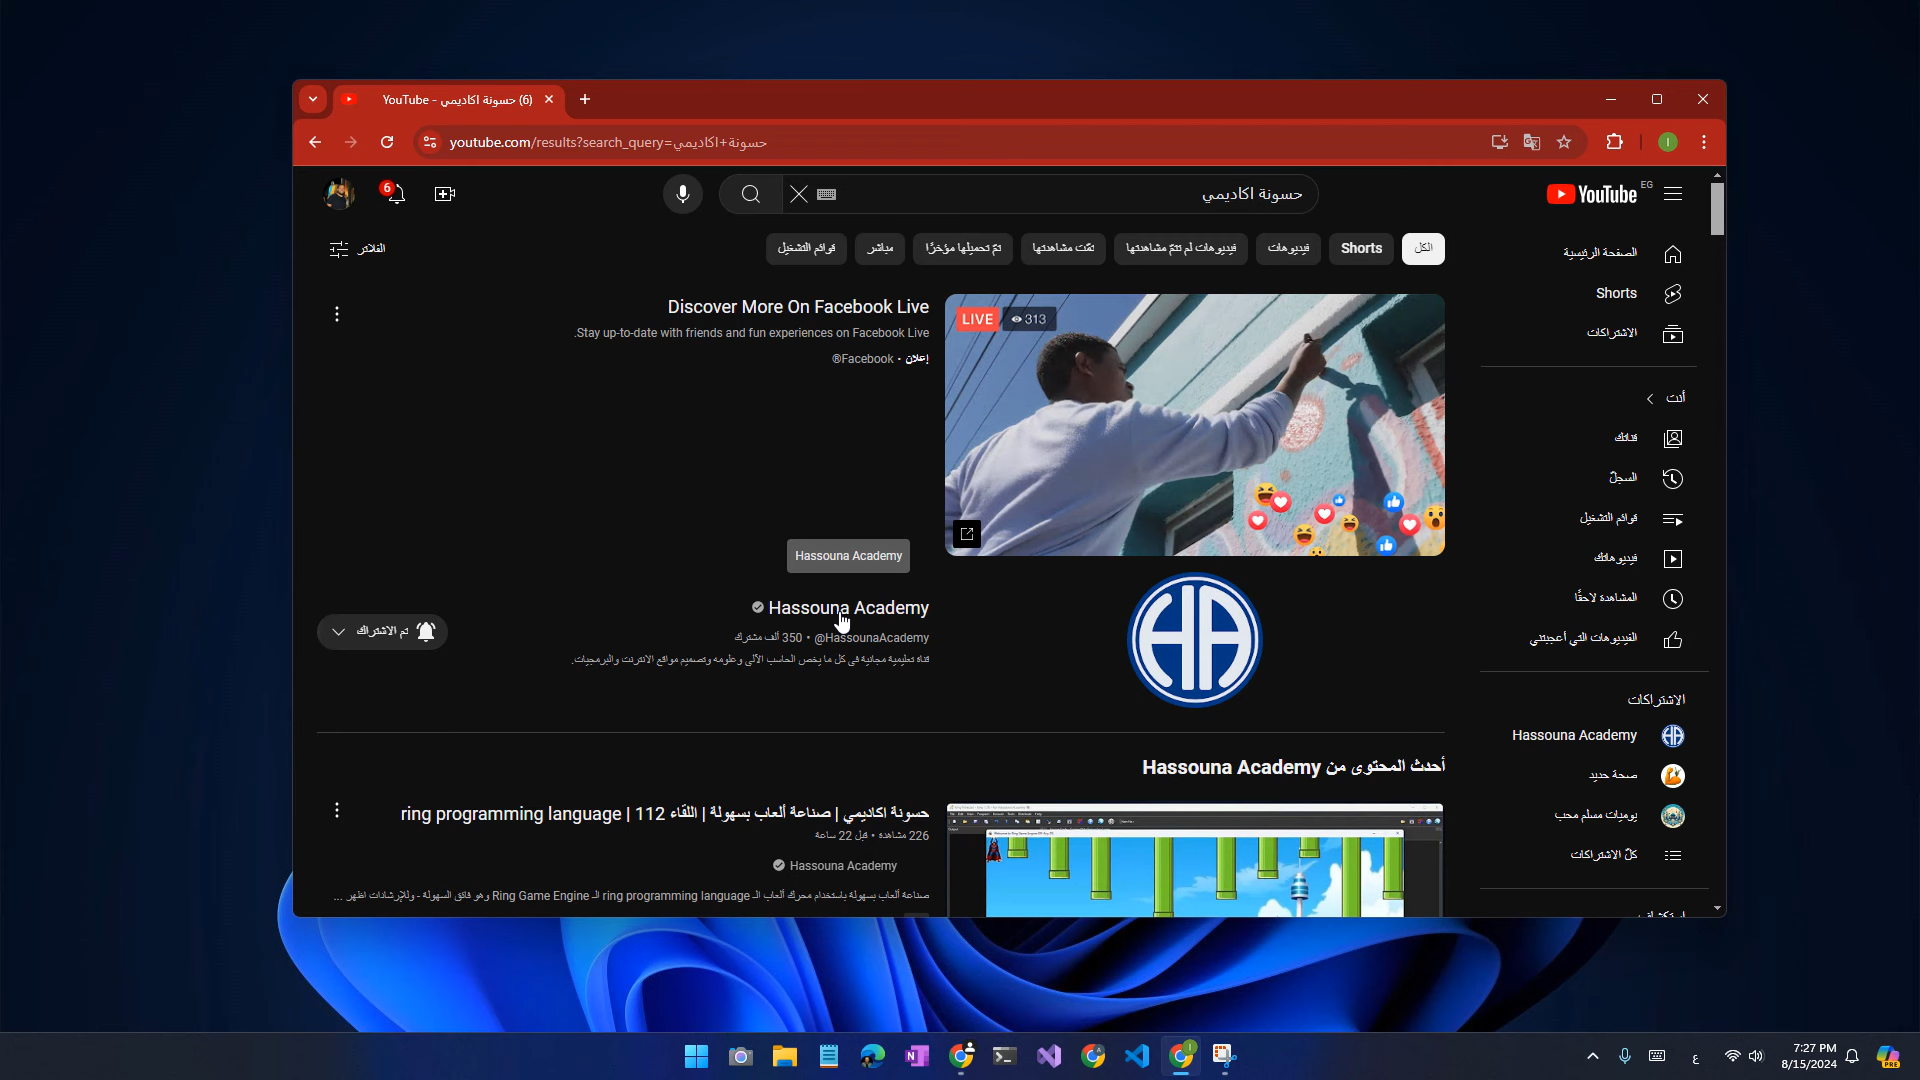 YouTube - حسونة اكاديمي (6)
youtube.com/results?search_query=حسونة+اكاديمي
6
حسونة اكاديمي
YouTube EG
الفلاتر
الكل
Shorts
فيديوهات
فيديوهات لم تتمّ مشاهدتها
تمّت مشاهدتها
تمّ تحميلها مؤخرًا
مباشر
قوائم التشغيل
Discover More On Facebook Live
Stay up-to-date with friends and fun experiences on Facebook Live.
إعلان • Facebook®
LIVE 313
Hassouna Academy
Hassouna Academy
@HassounaAcademy • 350 ألف مشترك
قناة تعليمية مجانية فى كل ما يخص الحاسب الآلى وعلومه وتصميم مواقع الانترنت والبرمجيات.
تم الاشتراك
HA
أحدث المحتوى من Hassouna Academy
حسونة اكاديمي | صناعة ألعاب بسهولة | اللقاء 112 | ring programming language
226 مشاهدة • قبل 22 ساعة
Hassouna Academy
صناعة ألعاب بسهولة باستخدام محرك ألعاب الـ ring programming language الـ Ring Game Engine وهو فائق السهولة - وللإرشادات اظهر ...
الصفحة الرئيسية
Shorts
الاشتراكات
أنت
قناتك
السجلّ
قوائم التشغيل
فيديوهاتك
المشاهدة لاحقًا
الفيديوهات التي أعجبتني
الاشتراكات
Hassouna Academy
صحة حديد
يوميات مسلم محب
كلّ الاشتراكات
ع
7:27 PM
8/15/2024
PRE